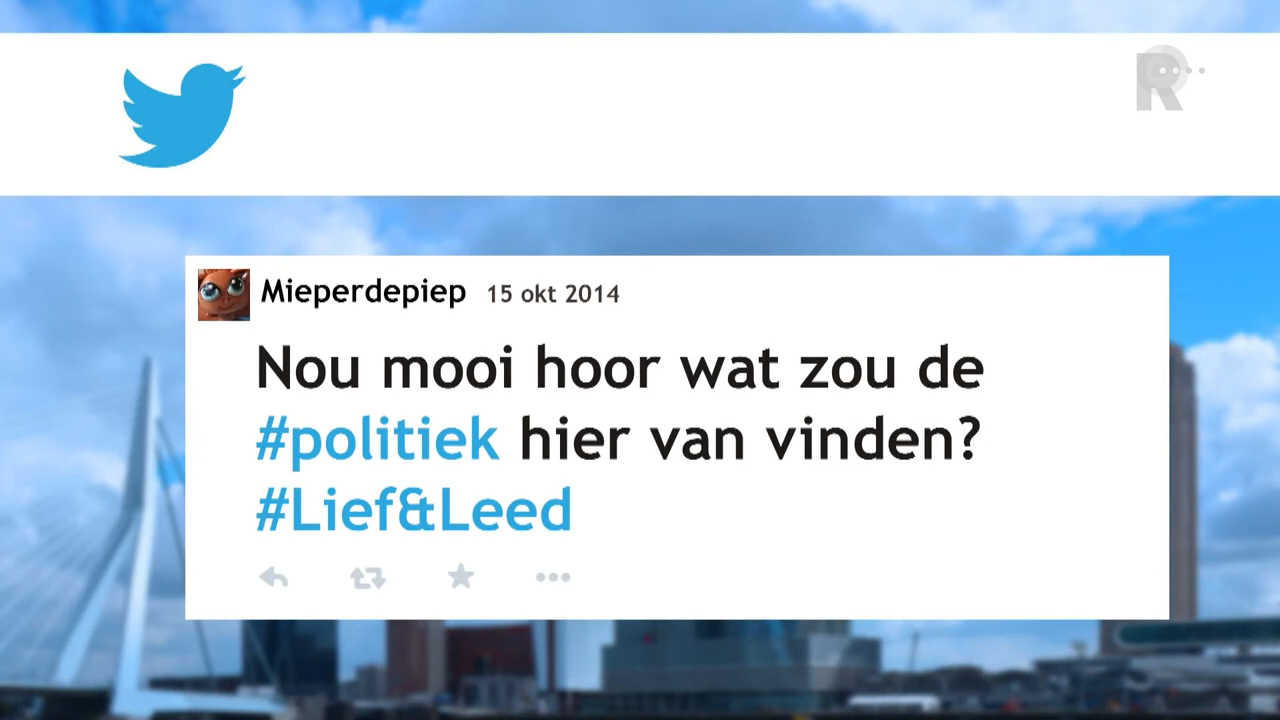 R
Mieperdepiep 15 okt 2014
Nou mooi hoor wat zou de
#politiek hier van vinden?
#Lief&Leed